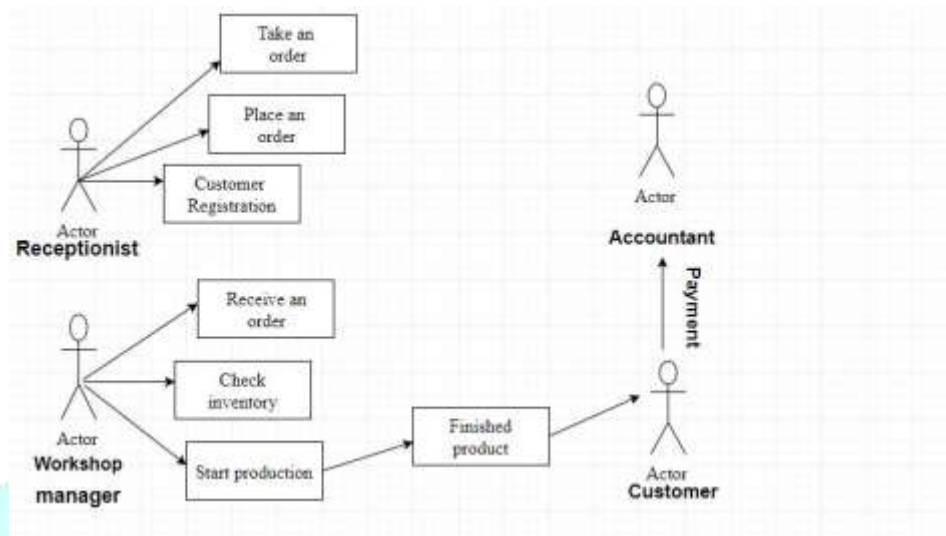 Take an
order
Place an
order
Customer
Registration
Actor
Receptionist
Actor
Accountant
Payment
Receive an
order
Check
inventory
Start production
Finished
product
Actor
Workshop
manager
Actor
Customer